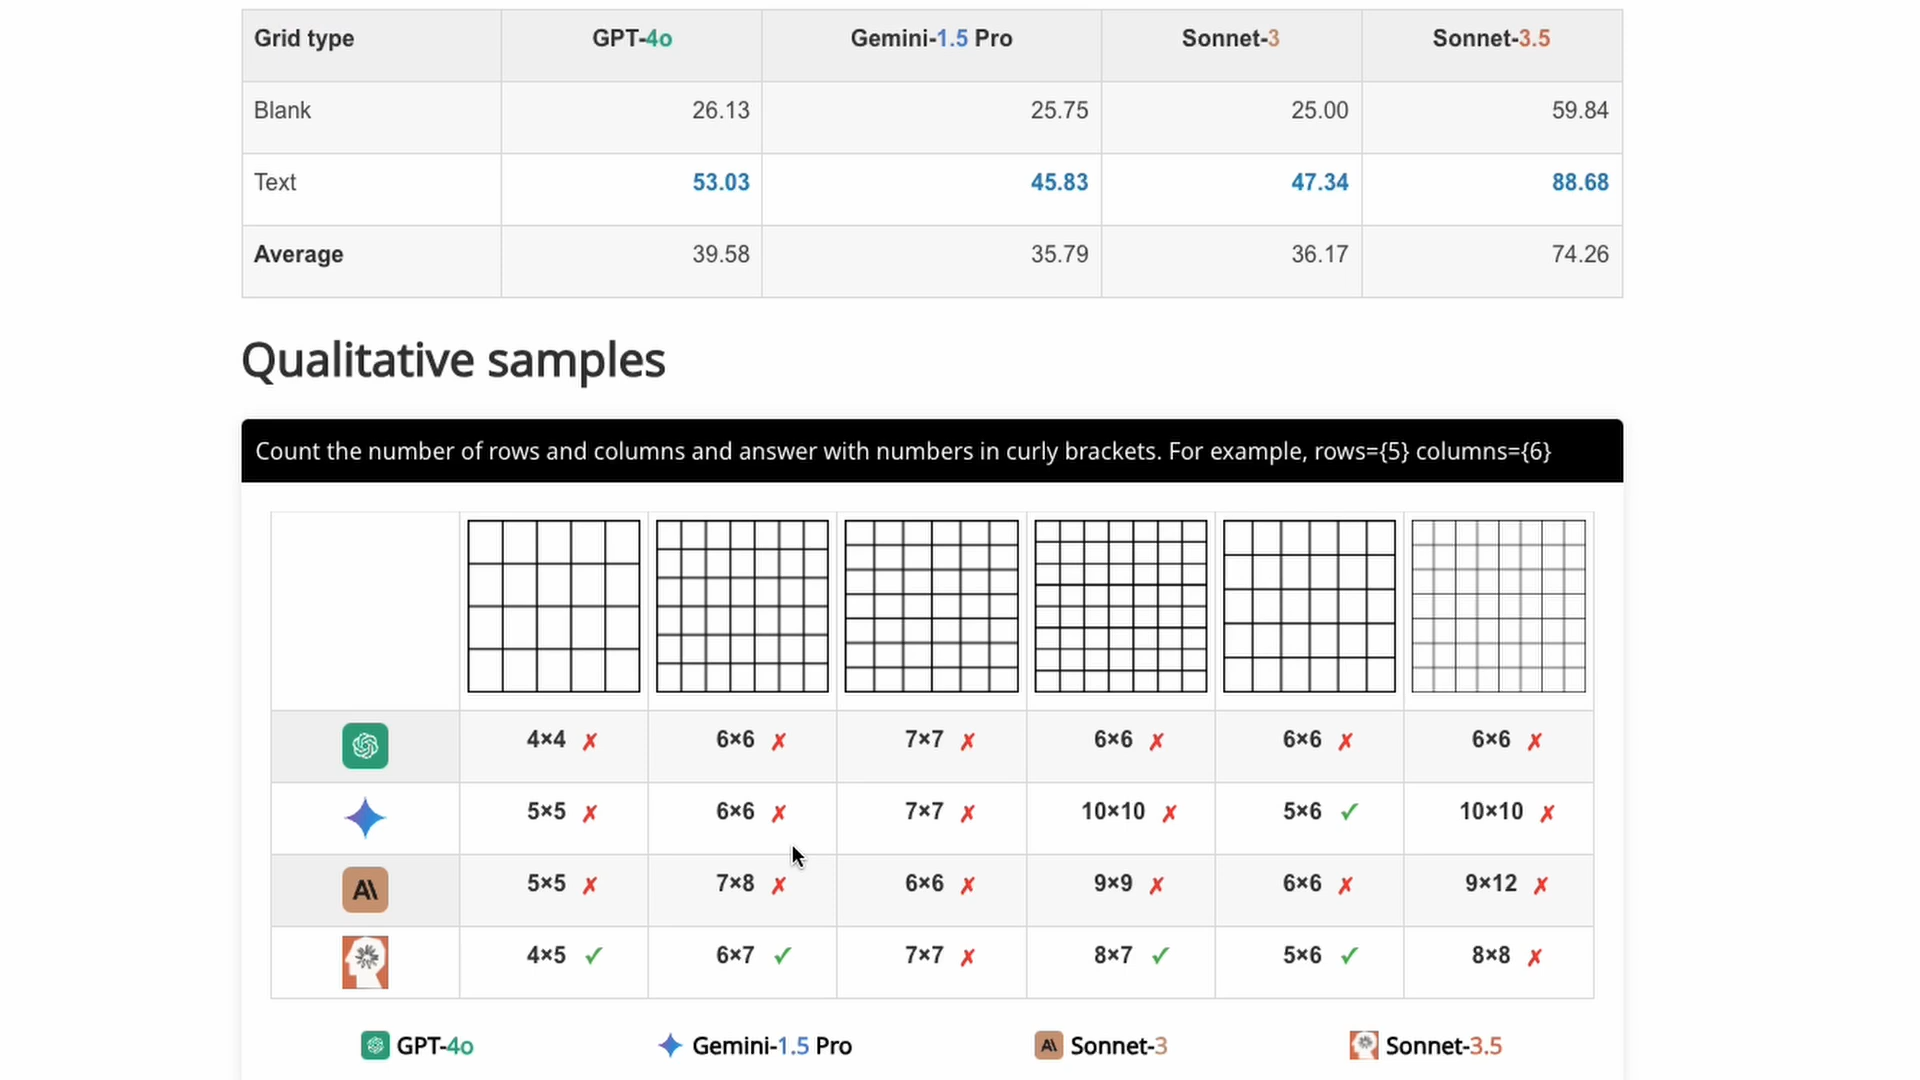 Grid type GPT-4o Gemini-1.5 Pro Sonnet-3 Sonnet-3.5
Blank 26.13 25.75 25.00 59.84
Text 53.03 45.83 47.34 88.68
Average 39.58 35.79 36.17 74.26
Qualitative samples
Count the number of rows and columns and answer with numbers in curly brackets. For example, rows={5} columns={6}
4×4 ✗ 6×6 ✗ 7×7 ✗ 6×6 ✗ 6×6 ✗ 6×6 ✗
5×5 ✗ 6×6 ✗ 7×7 ✗ 10×10 ✗ 5×6 ✓ 10×10 ✗
A\ 5×5 ✗ 7×8 ✗ 6×6 ✗ 9×9 ✗ 6×6 ✗ 9×12 ✗
4×5 ✓ 6×7 ✓ 7×7 ✗ 8×7 ✓ 5×6 ✓ 8×8 ✗
GPT-4o Gemini-1.5 Pro A\ Sonnet-3 Sonnet-3.5